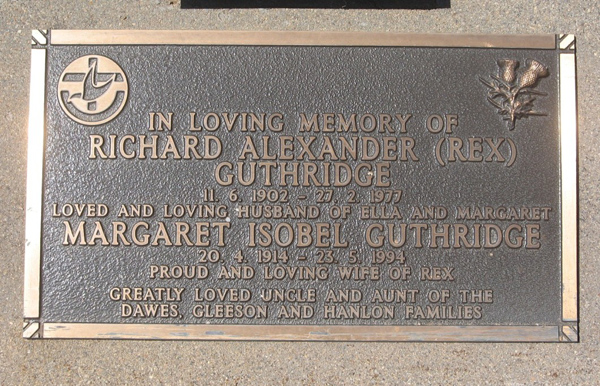 IN LOVING MEMORY OF
RICHARD ALEXANDER (REX)
GUTHRIDGE
11. 6. 1902 – 27. 2. 1977
LOVED AND LOVING HUSBAND OF ELLA AND MARGARET
MARGARET ISOBEL GUTHRIDGE
20. 4. 1914 – 23. 5. 1994
PROUD AND LOVING WIFE OF REX
GREATLY LOVED UNCLE AND AUNT OF THE
DAWES, GLEESON AND HANLON FAMILIES